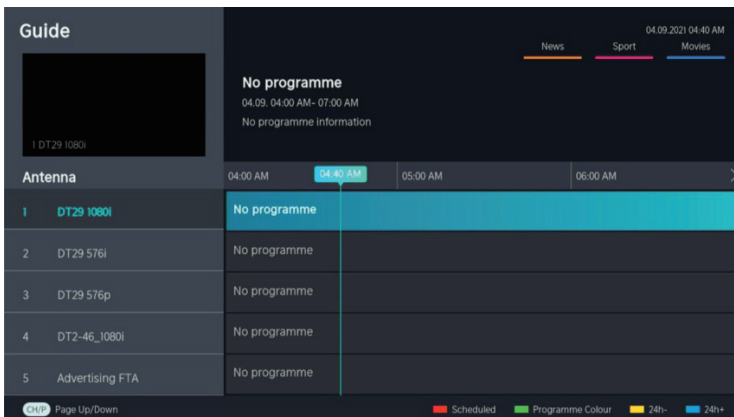 Guide
04.09.2021 04:40 AM
News Sport Movies
No programme
04.09. 04:00 AM- 07:00 AM
No programme information
1 DT29 1080i
Antenna
04:00 AM 04:40 AM 05:00 AM 06:00 AM
1 DT29 1080i No programme
2 DT29 576i No programme
3 DT29 576p No programme
4 DT2-46_1080i No programme
5 Advertising FTA No programme
CH/P Page Up/Down Scheduled Programme Colour 24h- 24h+